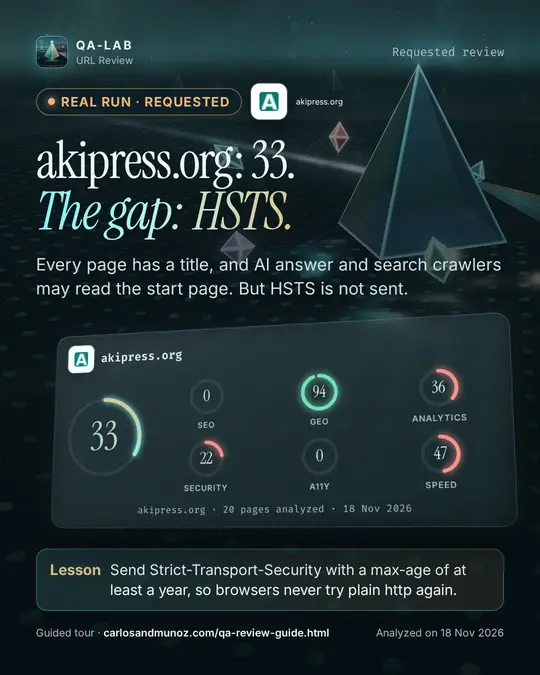 QA-LAB
URL Review
Requested review
REAL RUN · REQUESTED
A
akipress.org
akipress.org: 33.
The gap: HSTS.
Every page has a title, and AI answer and search crawlers
may read the start page. But HSTS is not sent.
A
akipress.org
33
0
SEO
94
GEO
36
ANALYTICS
22
SECURITY
0
A11Y
47
SPEED
akipress.org · 20 pages analyzed · 18 Nov 2026
Lesson
Send Strict-Transport-Security with a max-age of at
least a year, so browsers never try plain http again.
Guided tour · carlosandmunoz.com/qa-review-guide.html
Analyzed on 18 Nov 2026